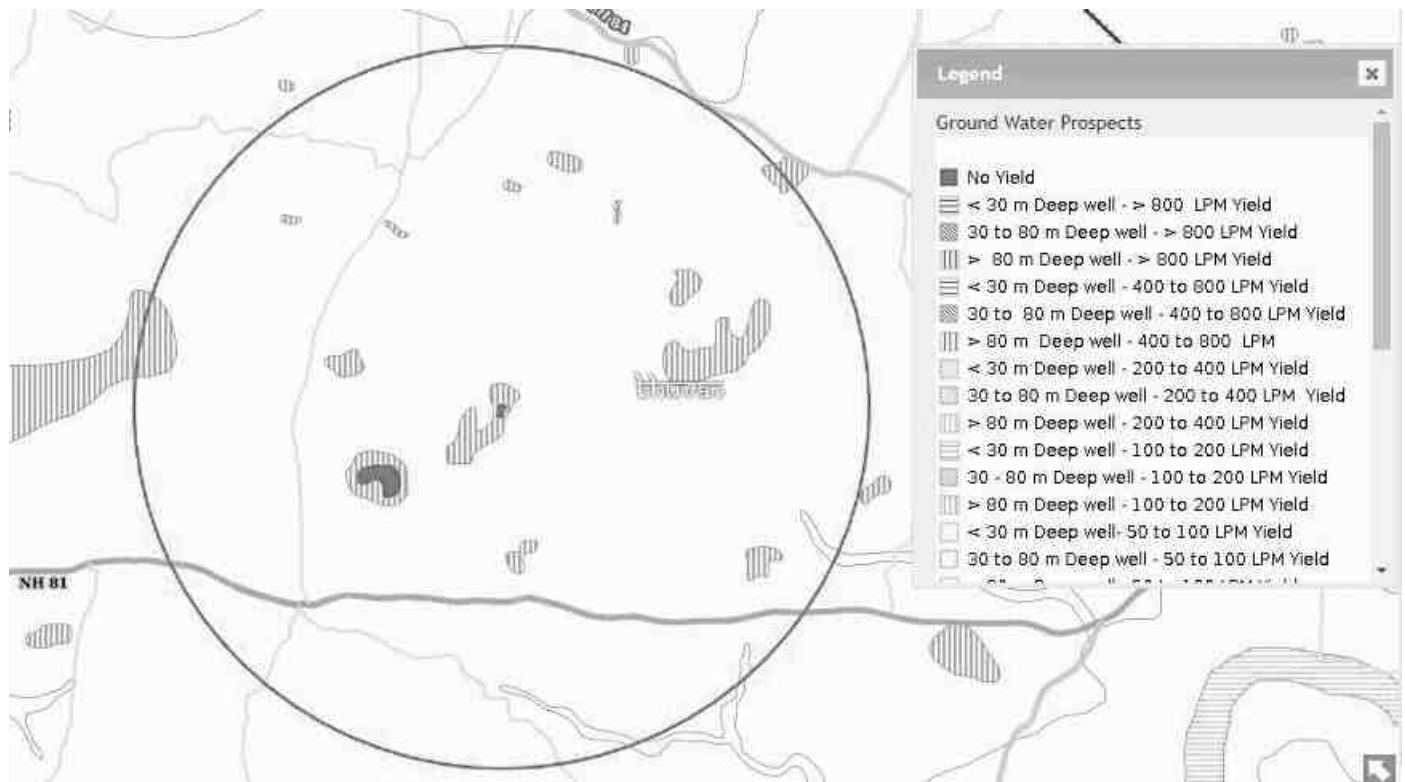 Legend
Ground Water Prospects
No Yield
< 30 m Deep well - > 800 LPM Yield
30 to 80 m Deep well - > 800 LPM Yield
> 80 m Deep well - > 800 LPM Yield
< 30 m Deep well - 400 to 800 LPM Yield
30 to 80 m Deep well - 400 to 800 LPM Yield
> 80 m Deep well - 400 to 800 LPM
< 30 m Deep well - 200 to 400 LPM Yield
30 to 80 m Deep well - 200 to 400 LPM Yield
> 80 m Deep well - 200 to 400 LPM Yield
< 30 m Deep well - 100 to 200 LPM Yield
30 - 80 m Deep well - 100 to 200 LPM Yield
> 80 m Deep well - 100 to 200 LPM Yield
< 30 m Deep well- 50 to 100 LPM Yield
30 to 80 m Deep well - 50 to 100 LPM Yield
NH 81